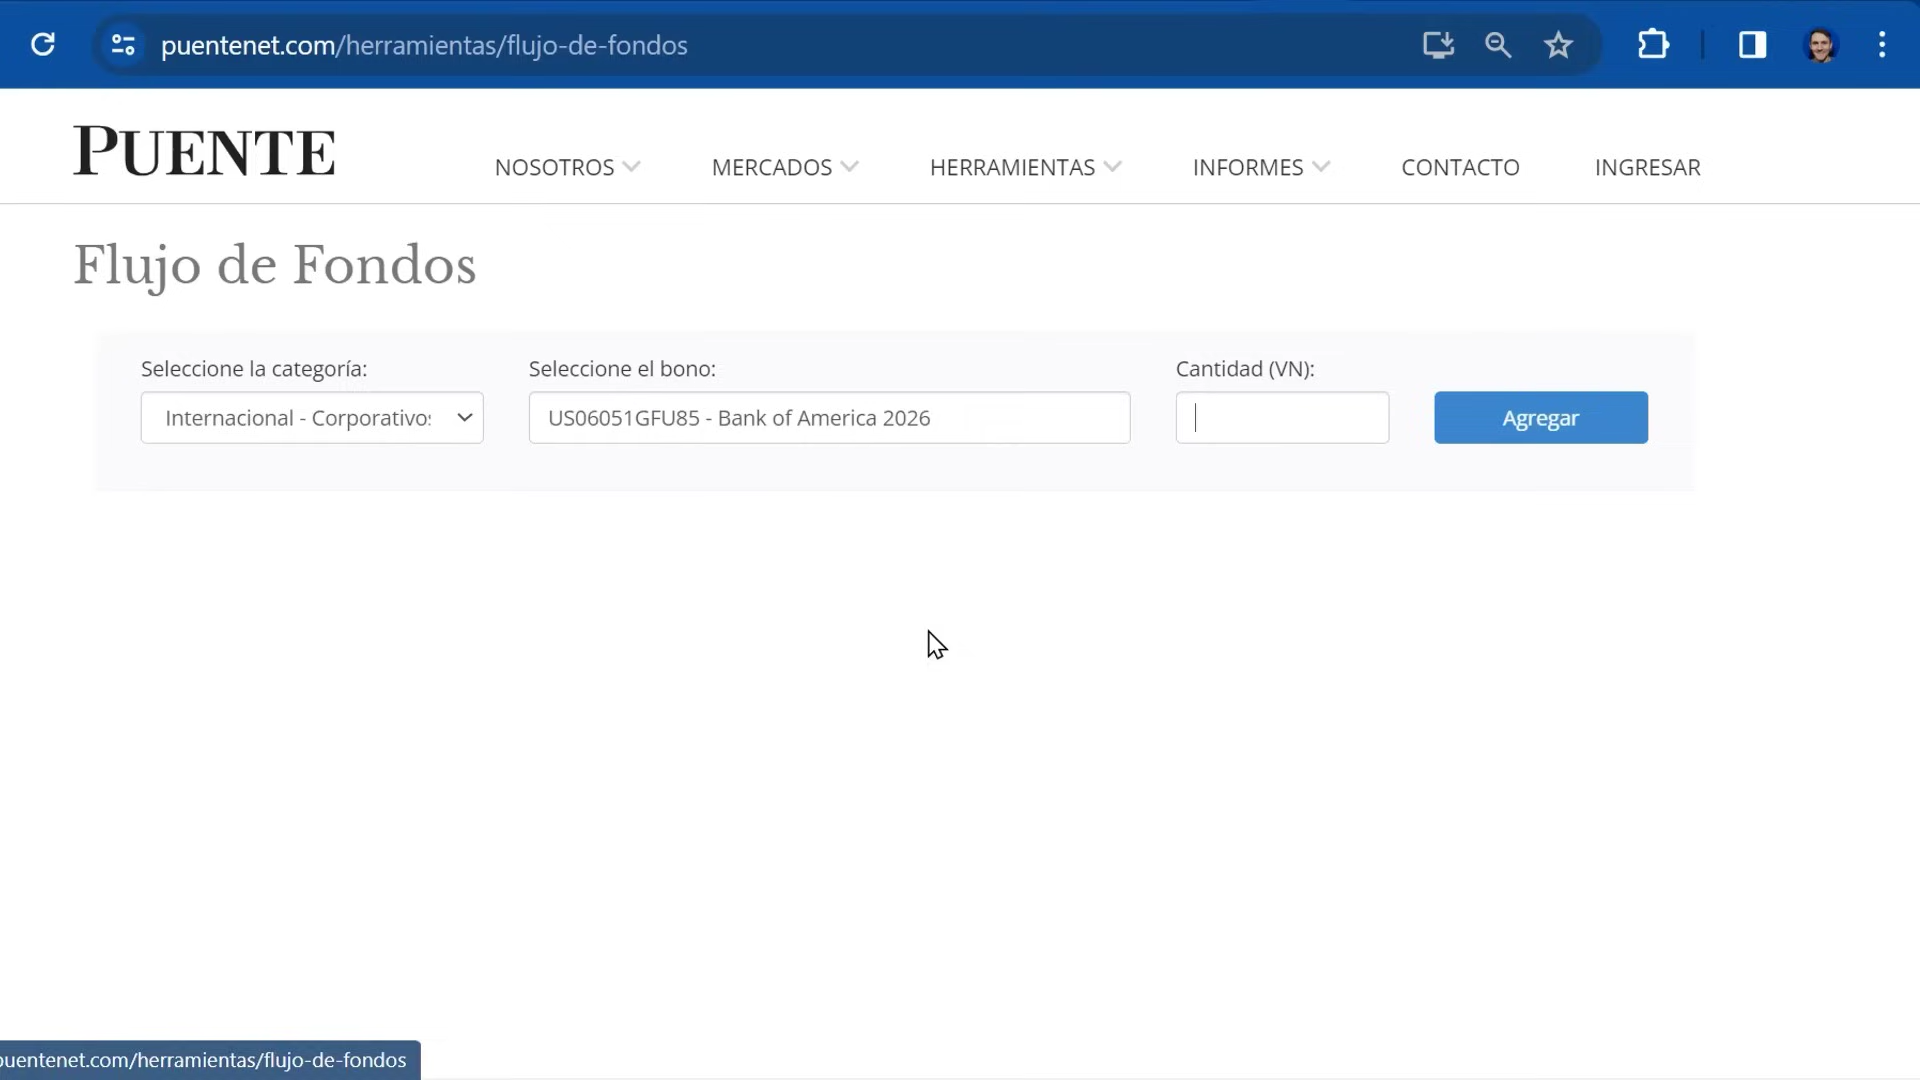 puentenet.com/herramientas/flujo-de-fondos
PUENTE
NOSOTROS
MERCADOS
HERRAMIENTAS
INFORMES
CONTACTO
INGRESAR
Flujo de Fondos
Seleccione la categoría:
Seleccione el bono:
Cantidad (VN):
Internacional - Corporativos
US06051GFU85 - Bank of America 2026
Agregar
puentenet.com/herramientas/flujo-de-fondos